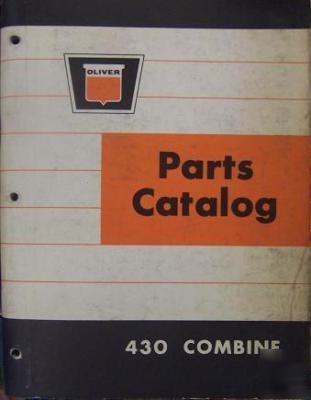 OLIVER
Parts
Catalog
430 COMBINE